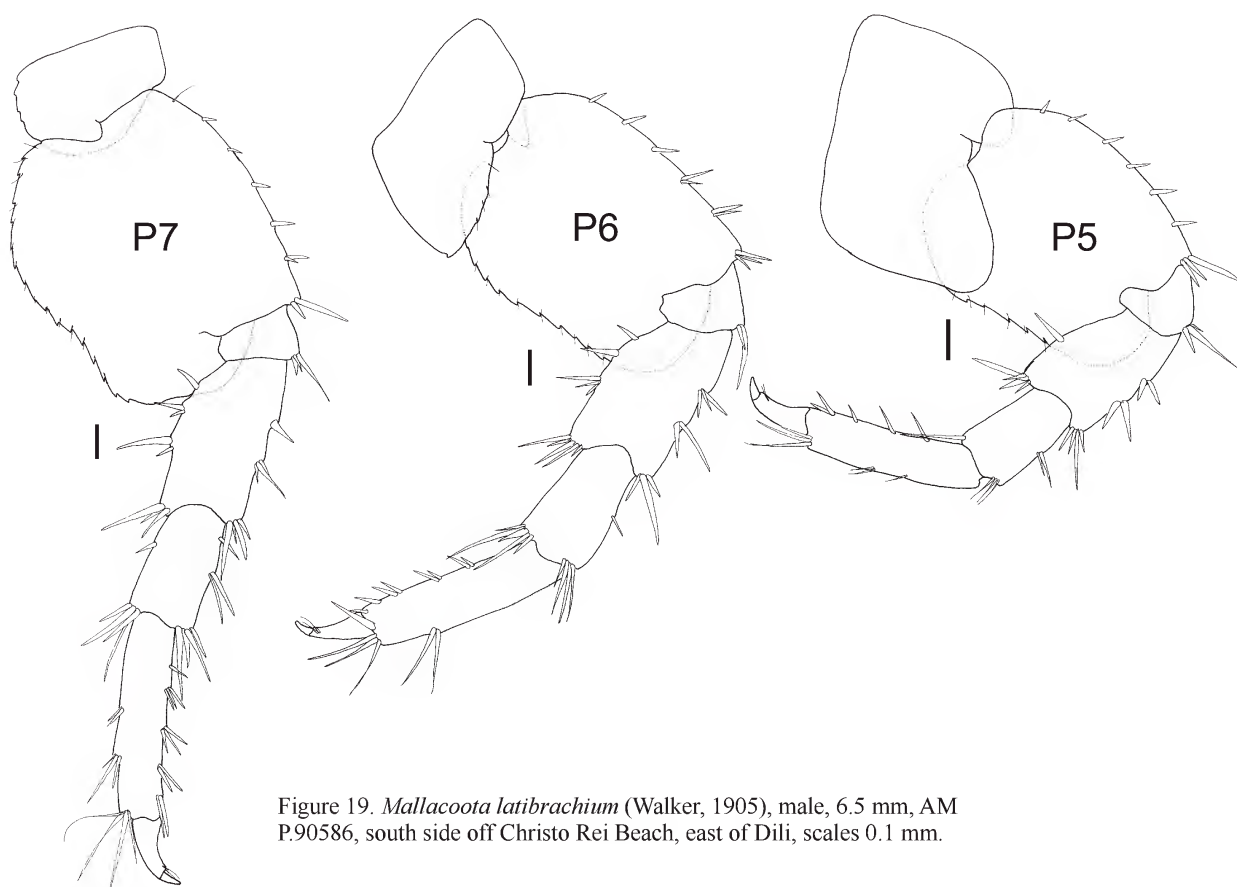 P7
P6
P5
Figure 19. Mallacoota latibrachium (Walker, 1905), male, 6.5 mm, AM
P.90586, south side off Christo Rei Beach, east of Dili, scales 0.1 mm.